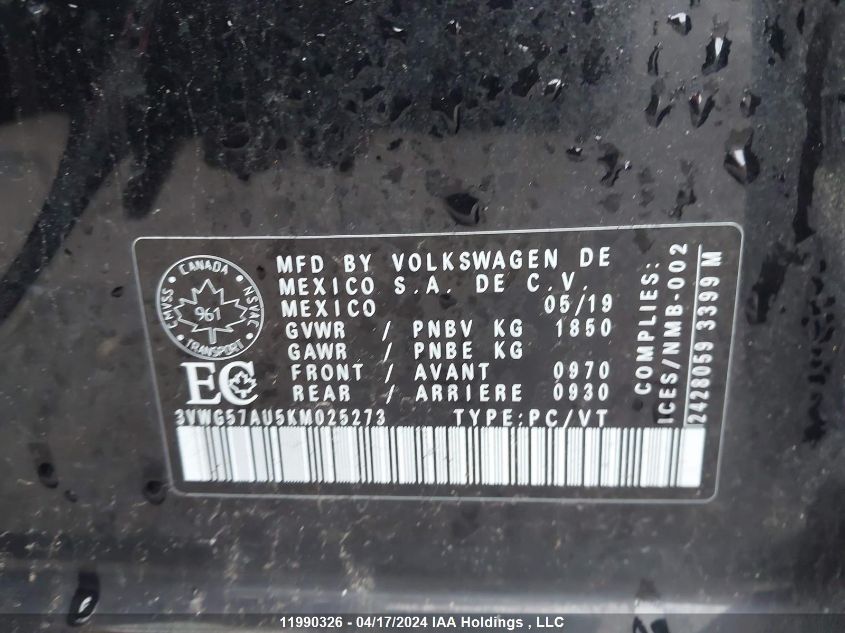 CANADA
CMVSS NSVAC
961
TRANSPORT
EC
MFD BY VOLKSWAGEN DE
MEXICO S.A. DE C.V.
MEXICO 05/19
GVWR / PNBV KG 1850
GAWR / PNBE KG
FRONT / AVANT 0970
REAR / ARRIERE 0930
3VWG57AU5KM025273 TYPE:PC/VT
COMPLIES:
ICES/NMB-002
2428059 3399 M
11990326 - 04/17/2024 IAA Holdings , LLC